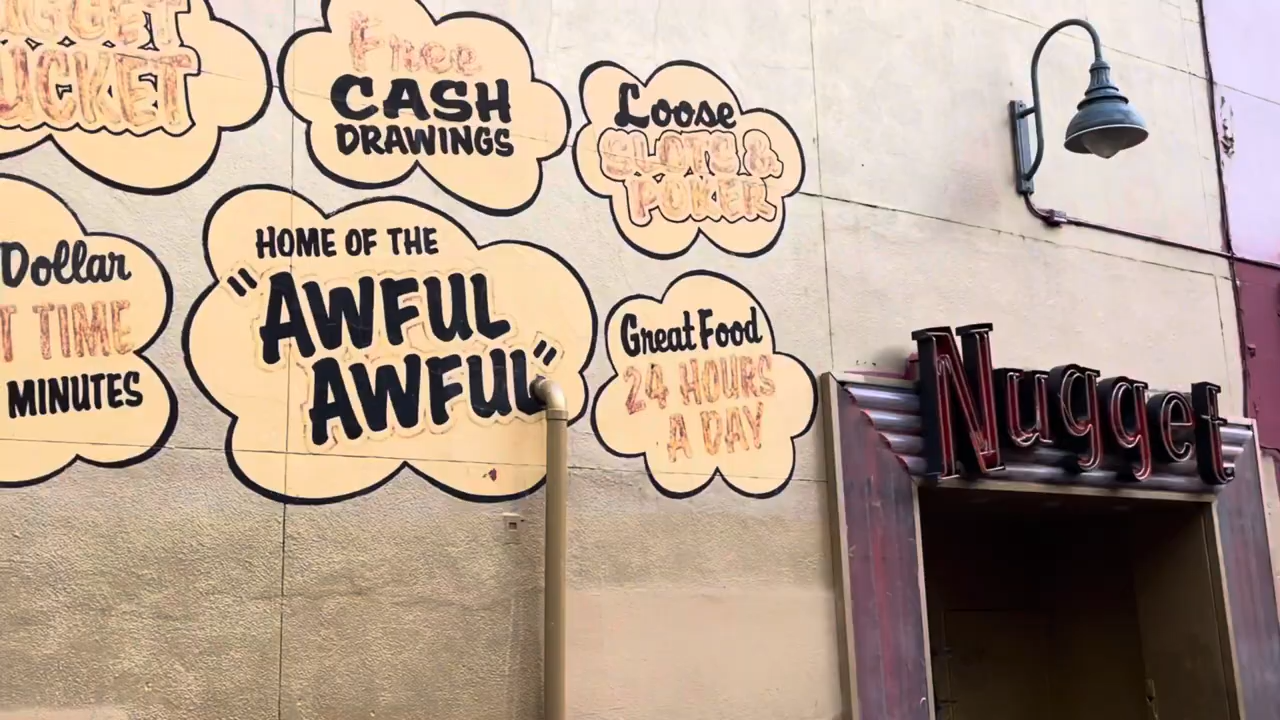 BUCKET
Free
CASH
DRAWINGS
Loose
SLOTS &
POKER
Dollar
TIME
MINUTES
HOME OF THE
"AWFUL
AWFUL"
Great Food
24 HOURS
A DAY
Nugget